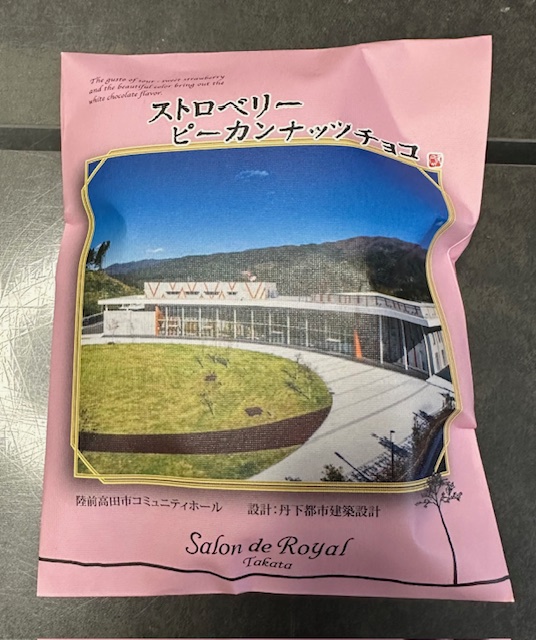 The gusto of sour-sweet strawberry
and the beautiful color bring out the
white chocolate flavor.
ストロベリー
ピーカンナッツチョコ
陸前高田市コミュニティホール 設計：丹下都市建築設計
Salon de Royal
Takata